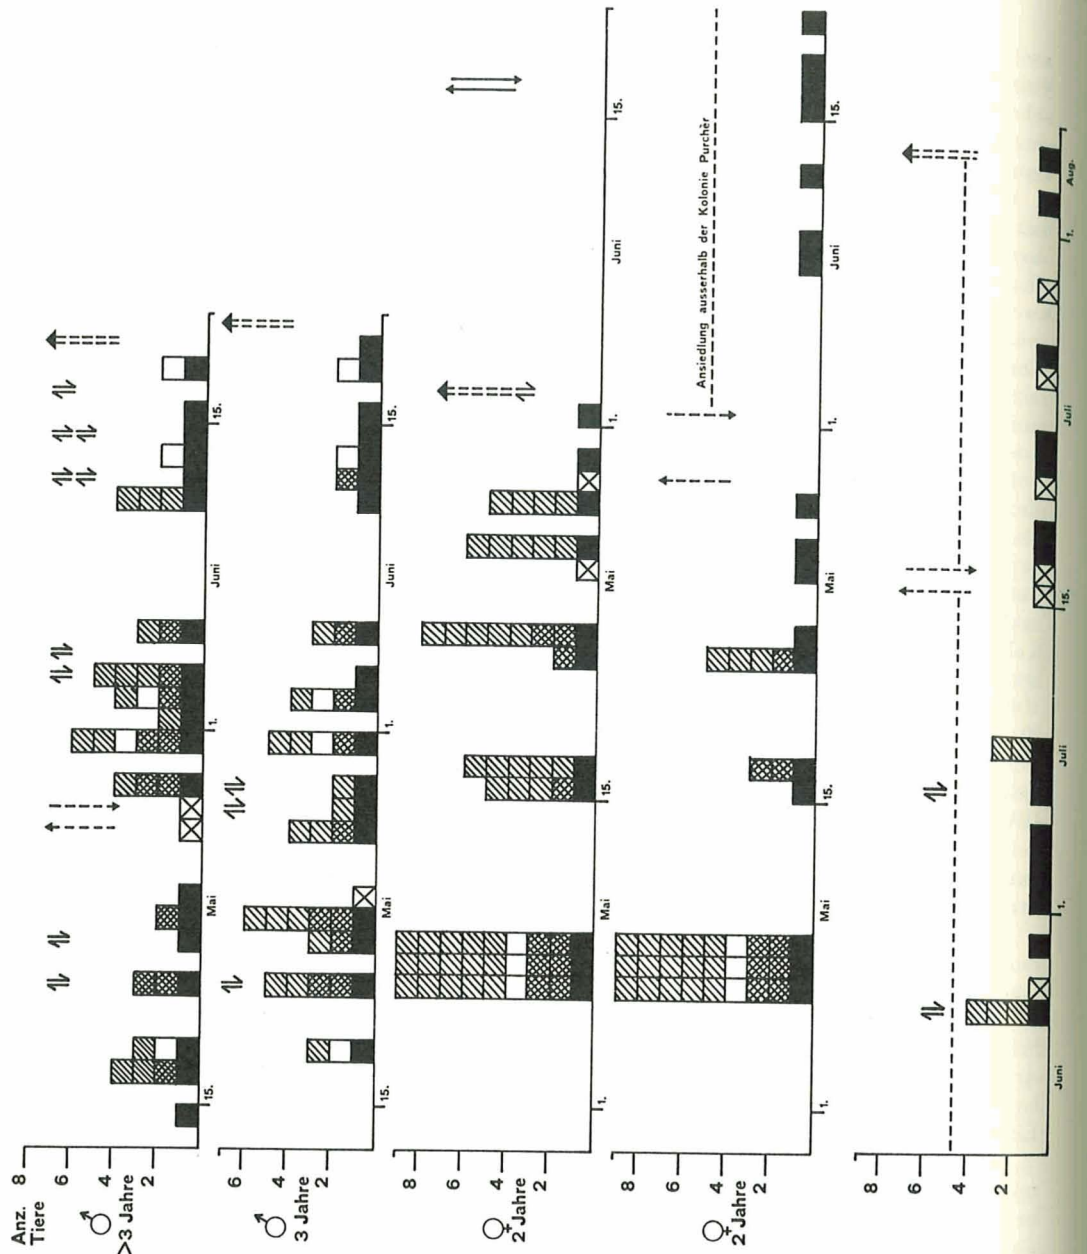 Anz.
Tiere
8
6
4
2
♂
>3 Jahre
15.
Mai
1.
Juni
15.
6
4
2
♂
3 Jahre
15.
Mai
1.
Juni
15.
8
6
4
2
♀
2 Jahre
1.
Mai
15.
Mai
1.
Juni
15.
8
6
4
2
♀
2 Jahre
Ansiedlung ausserhalb der Kolonie Purchèr
1.
Mai
15.
Mai
1.
Juni
15.
8
6
4
2
Juni
1.
Juli
15.
Juli
1.
Aug.